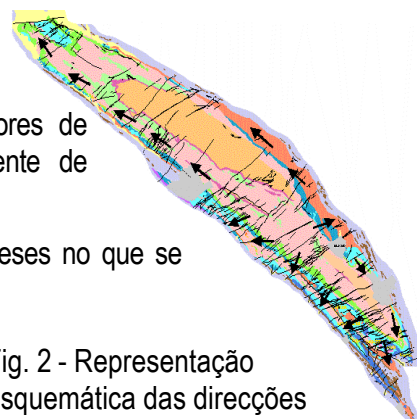 ores de
ente de
eses no que se
ig. 2 - Representação
squemática das direcções